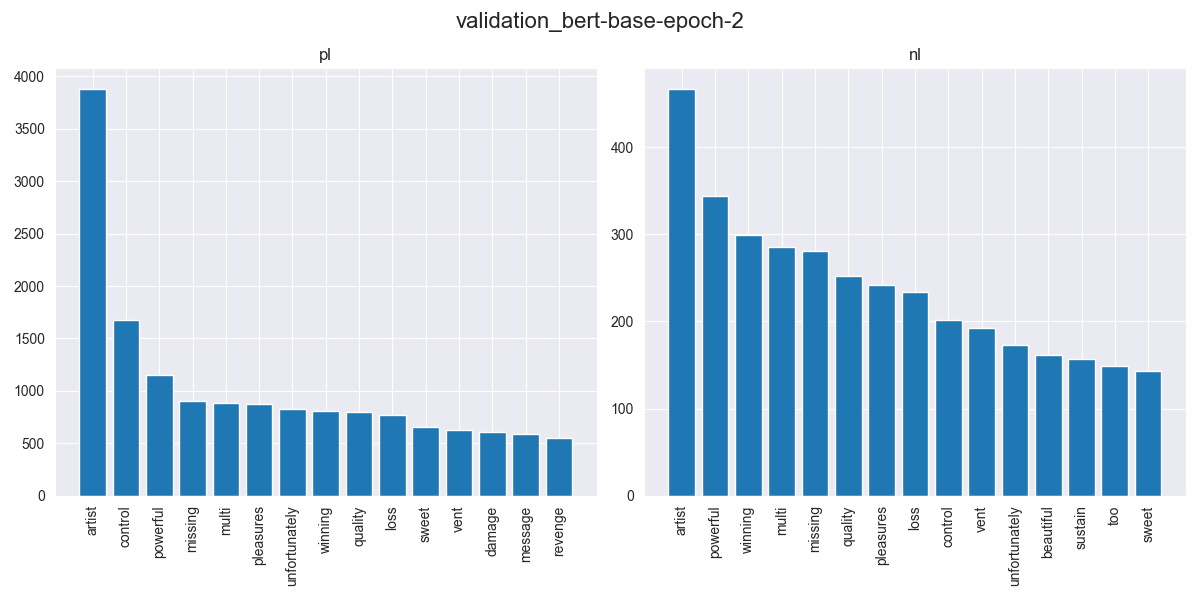 validation_bert-base-epoch-2
pl
4000
3500
3000
2500
2000
1500
1000
500
0
artist
control
powerful
missing
multi
pleasures
unfortunately
winning
quality
loss
sweet
vent
damage
message
revenge
nl
400
300
200
100
0
artist
powerful
winning
multi
missing
quality
pleasures
loss
control
vent
unfortunately
beautiful
sustain
too
sweet